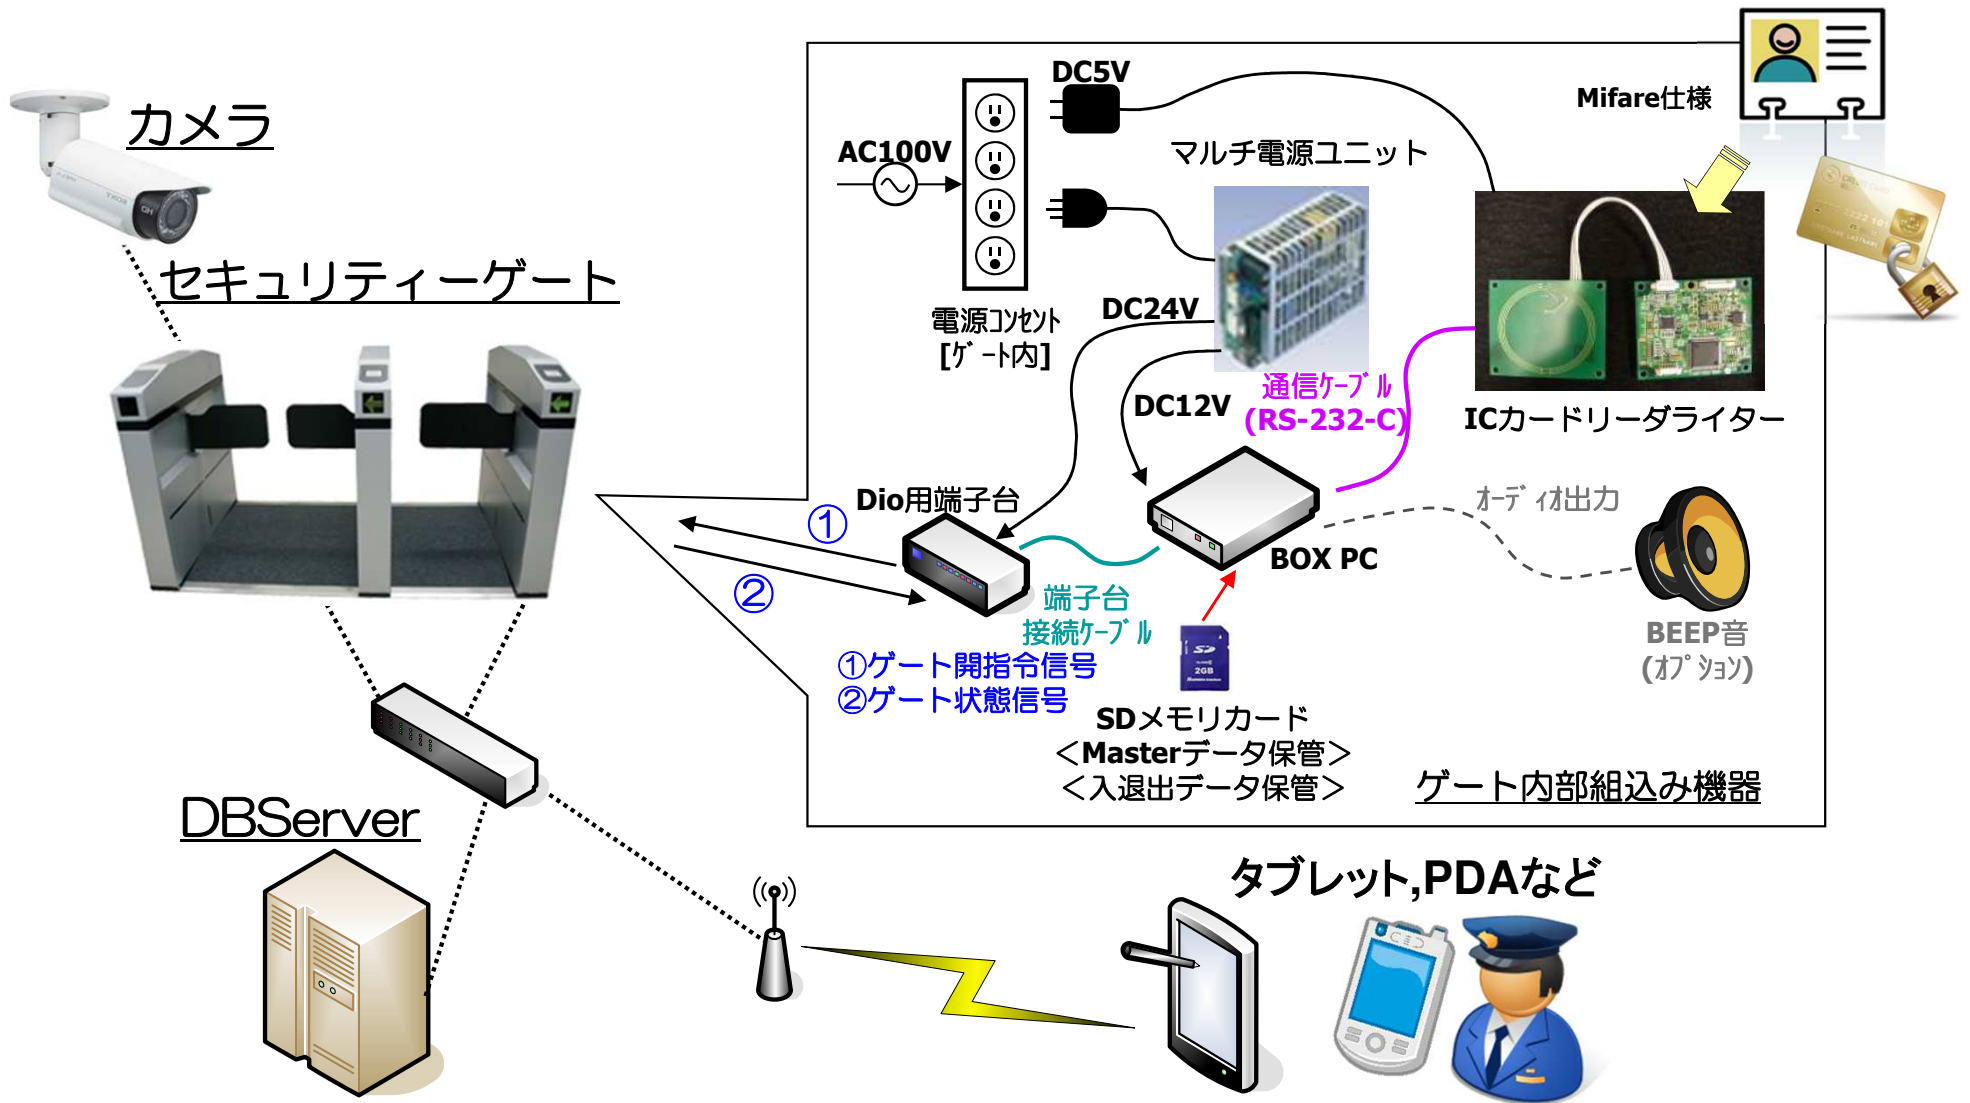 カメラ
セキュリティーゲート
DC5V
AC100V
Mifare仕様
マルチ電源ユニット
電源ｺﾝｾﾝﾄ
[ｹﾞｰﾄ内]
DC24V
DC12V
通信ｹｰﾌﾞﾙ
(RS-232-C)
ICカードリーダライター
Dio用端子台
①
②
BOX PC
ｵｰﾃﾞｨｵ出力
端子台
接続ｹｰﾌﾞﾙ
BEEP音
(ｵﾌﾟｼｮﾝ)
①ゲート開指令信号
②ゲート状態信号
2GB
SDメモリカード
＜Masterデータ保管＞
＜入退出データ保管＞
ゲート内部組込み機器
DBServer
タブレット,PDAなど